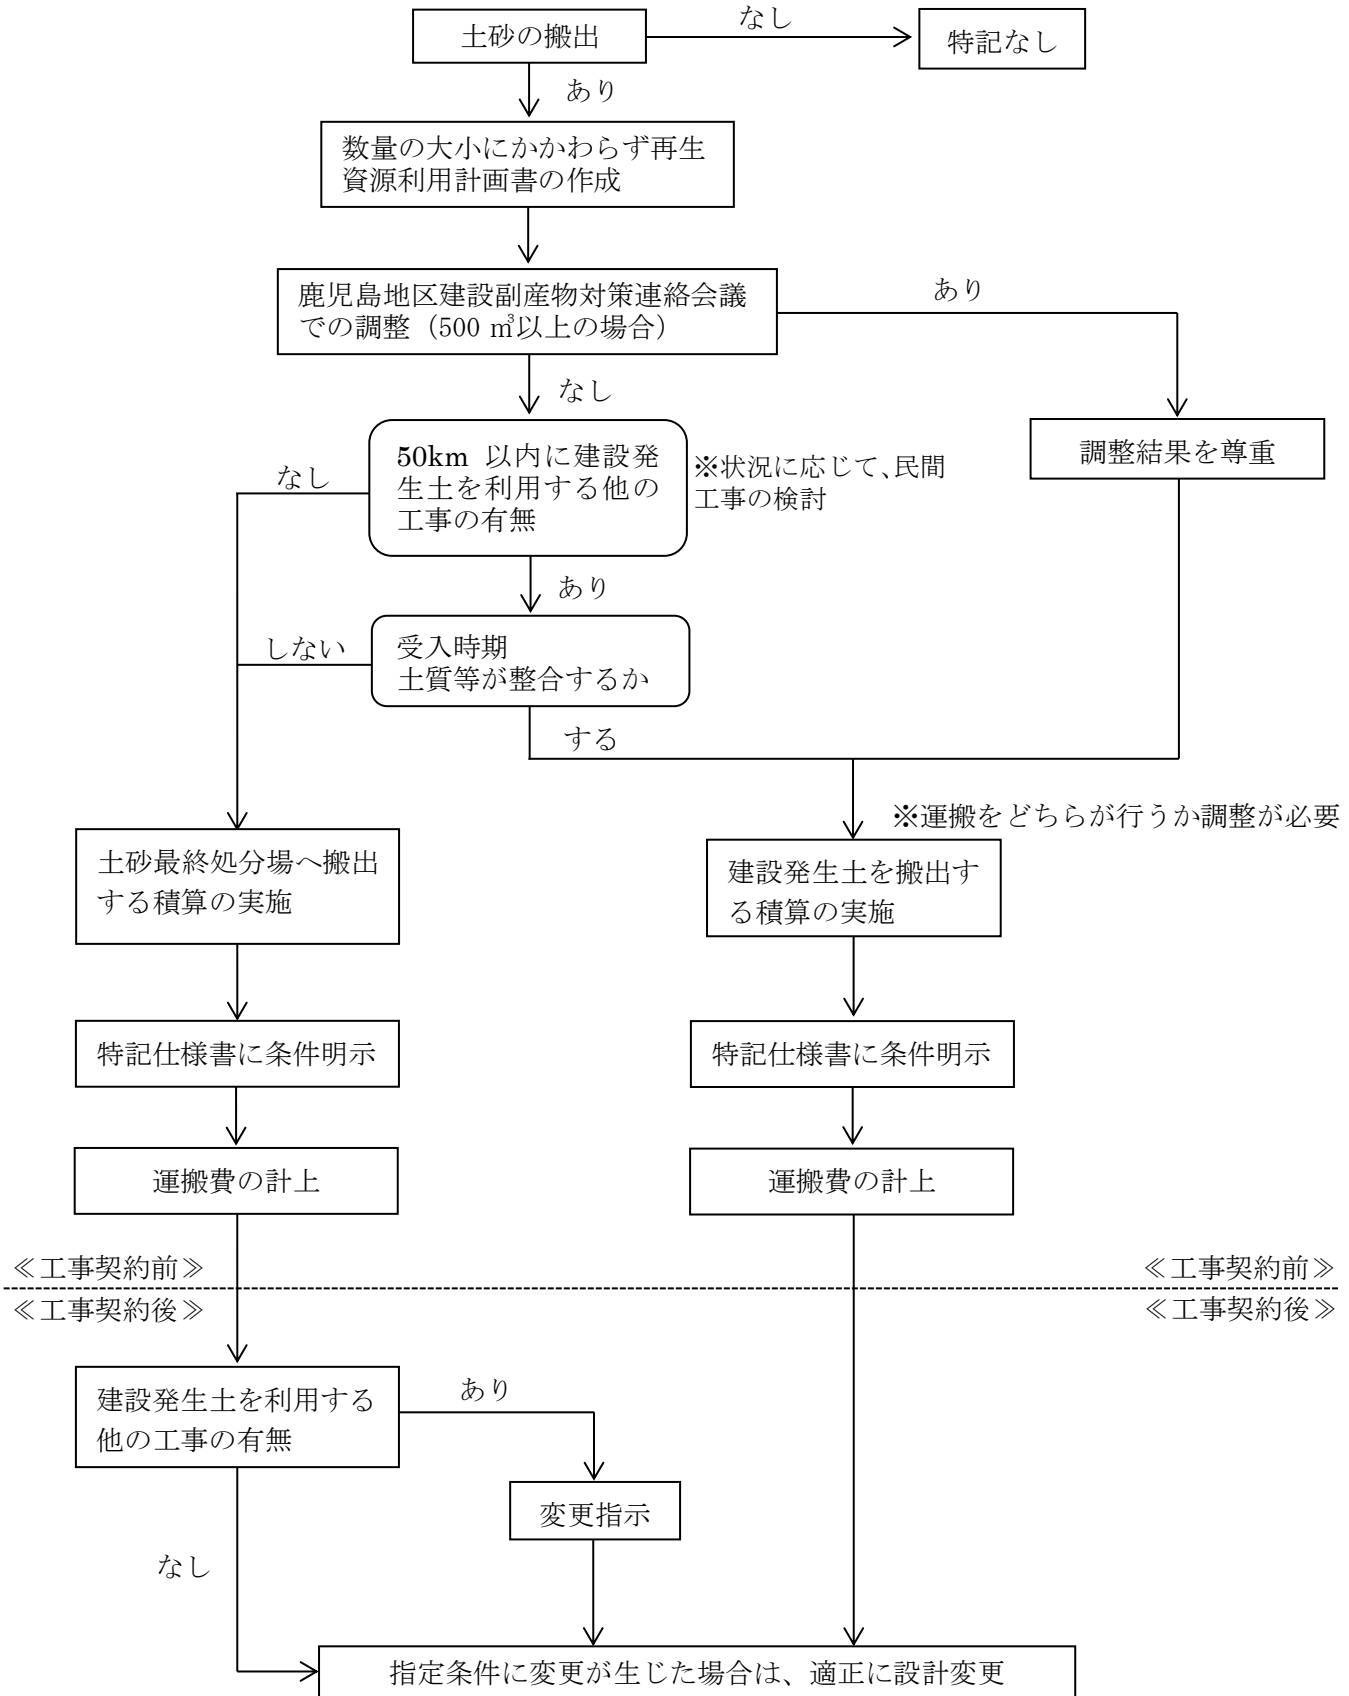 土砂の搬出
なし
特記なし
あり
数量の大小にかかわらず再生
資源利用計画書の作成
鹿児島地区建設副産物対策連絡会議
での調整（500 ㎥以上の場合）
あり
なし
調整結果を尊重
50km 以内に建設発
生土を利用する他の
工事の有無
※状況に応じて、民間
工事の検討
なし
あり
受入時期
土質等が整合するか
しない
する
※運搬をどちらが行うか調整が必要
土砂最終処分場へ搬出
する積算の実施
建設発生土を搬出す
る積算の実施
特記仕様書に条件明示
特記仕様書に条件明示
運搬費の計上
運搬費の計上
≪工事契約前≫
≪工事契約前≫
≪工事契約後≫
≪工事契約後≫
建設発生土を利用する
他の工事の有無
あり
変更指示
なし
指定条件に変更が生じた場合は、適正に設計変更